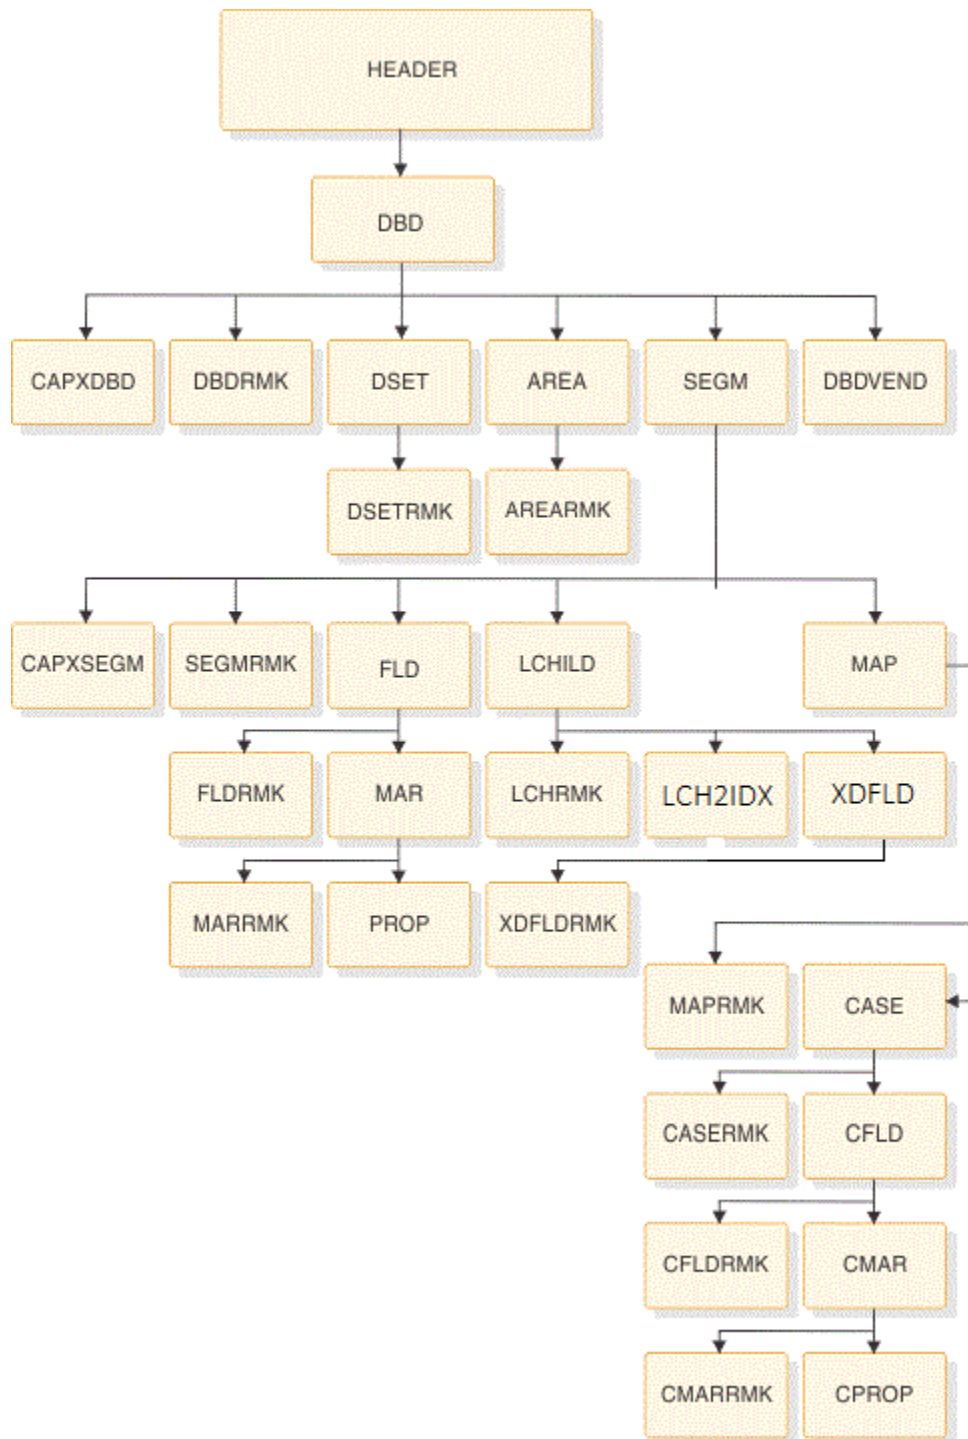 HEADER
DBD
CAPXDBD DBDRMK DSET AREA SEGM DBDVEND
DSETRMK AREARMK
CAPXSEGM SEGMRMK FLD LCHILD MAP
FLDRMK MAR LCHRMK LCH2IDX XDFLD
MARRMK PROP XDFLDRMK
MAPRMK CASE
CASERMK CFLD
CFLDRMK CMAR
CMARRMK CPROP